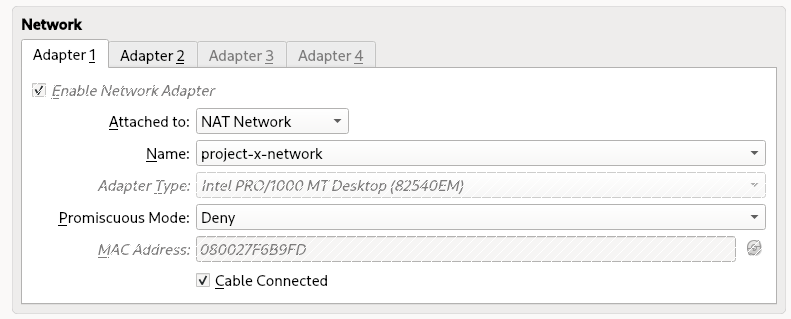 Network
Adapter 1 Adapter 2 Adapter 3 Adapter 4
Enable Network Adapter
Attached to: NAT Network
Name: project-x-network
Adapter Type: Intel PRO/1000 MT Desktop (82540EM)
Promiscuous Mode: Deny
MAC Address: 080027F6B9FD
Cable Connected